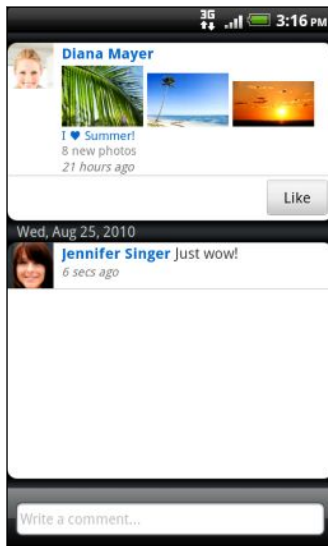 3G 3:16 PM
Diana Mayer
I ♥ Summer!
8 new photos
21 hours ago
Like
Wed, Aug 25, 2010
Jennifer Singer Just wow!
6 secs ago
Write a comment...